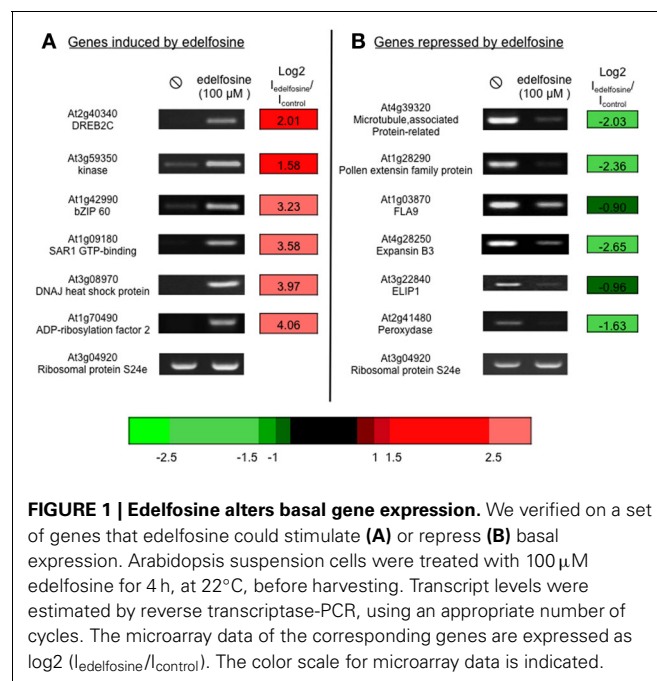 A Genes induced by edelfosine
⃠ edelfosine (100 µM )
Log2 Iedelfosine/ Icontrol
At2g40340
DREB2C
2.01
At3g59350
kinase
1.58
At1g42990
bZIP 60
3.23
At1g09180
SAR1 GTP-binding
3.58
At3g08970
DNAJ heat shock protein
3.97
At1g70490
ADP-ribosylation factor 2
4.06
At3g04920
Ribosomal protein S24e
B Genes repressed by edelfosine
⃠ edelfosine (100 µM )
Log2 Iedelfosine/ Icontrol
At4g39320
Microtubule,associated
Protein-related
-2.03
At1g28290
Pollen extensin family protein
-2.36
At1g03870
FLA9
-0.90
At4g28250
Expansin B3
-2.65
At3g22840
ELIP1
-0.96
At2g41480
Peroxydase
-1.63
At3g04920
Ribosomal protein S24e
-2.5 -1.5 -1 1 1.5 2.5
FIGURE 1 | Edelfosine alters basal gene expression. We verified on a set
of genes that edelfosine could stimulate (A) or repress (B) basal
expression. Arabidopsis suspension cells were treated with 100 µM
edelfosine for 4 h, at 22°C, before harvesting. Transcript levels were
estimated by reverse transcriptase-PCR, using an appropriate number of
cycles. The microarray data of the corresponding genes are expressed as
log2 (Iedelfosine/Icontrol). The color scale for microarray data is indicated.